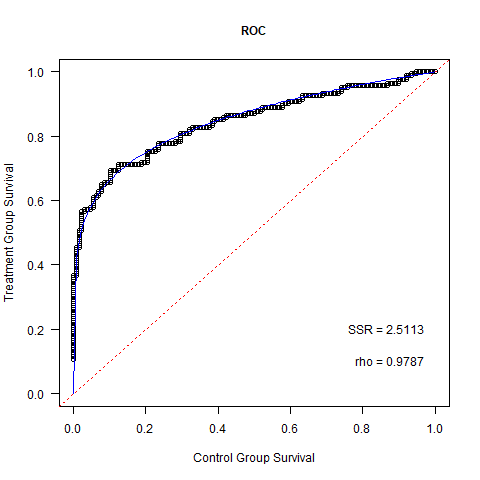 ROC
Treatment Group Survival
1.0
0.8
0.6
0.4
0.2
0.0
SSR = 2.5113
rho = 0.9787
0.0 0.2 0.4 0.6 0.8 1.0
Control Group Survival